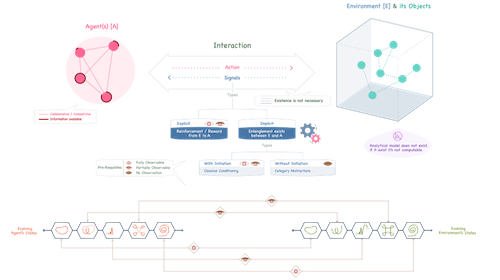 Environment [E] & its Objects
Agent(s) [A]
Interaction
Action
Signals
Types
Existence is not necessary
Collaborative / Competitive
Information available
Explicit
Reinforcement / Reward
from E to A
Implicit
Entanglement exists
between E and A
Analytical model does not exist,
if it exist it's not computable
Types
Pre-Requisites
Fully Observable
Partially Observable
No Observation
With Initiation
Classical Conditioning
Without Initiation
Category Abstractions
Evolving
Agent's States
Evolving
Environment's States